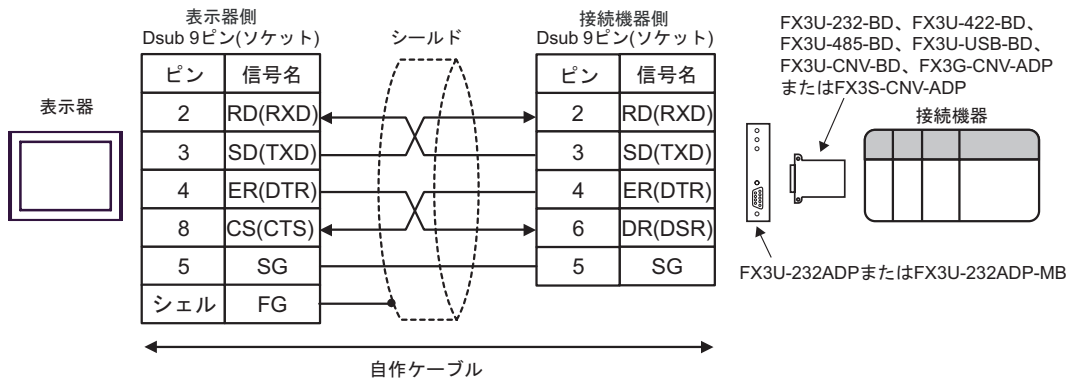 表示器側
Dsub 9ピン(ソケット)
シールド
接続機器側
Dsub 9ピン(ソケット)
FX3U-232-BD、FX3U-422-BD、
FX3U-485-BD、FX3U-USB-BD、
FX3U-CNV-BD、FX3G-CNV-ADP
またはFX3S-CNV-ADP
表示器
接続機器
ピン 信号名 ピン 信号名
2 RD(RXD) 2 RD(RXD)
3 SD(TXD) 3 SD(TXD)
4 ER(DTR) 4 ER(DTR)
8 CS(CTS) 6 DR(DSR)
5 SG 5 SG
シェル FG
FX3U-232ADPまたはFX3U-232ADP-MB
自作ケーブル